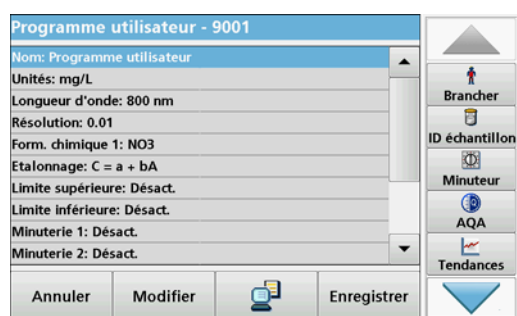 Programme utilisateur - 9001
Nom: Programme utilisateur
Unités: mg/L
Longueur d'onde: 800 nm
Résolution: 0.01
Form. chimique 1: NO3
Etalonnage: C = a + bA
Limite supérieure: Désact.
Limite inférieure: Désact.
Minuterie 1: Désact.
Minuterie 2: Désact.
Annuler
Modifier
Enregistrer
Brancher
ID échantillon
Minuteur
AQA
Tendances